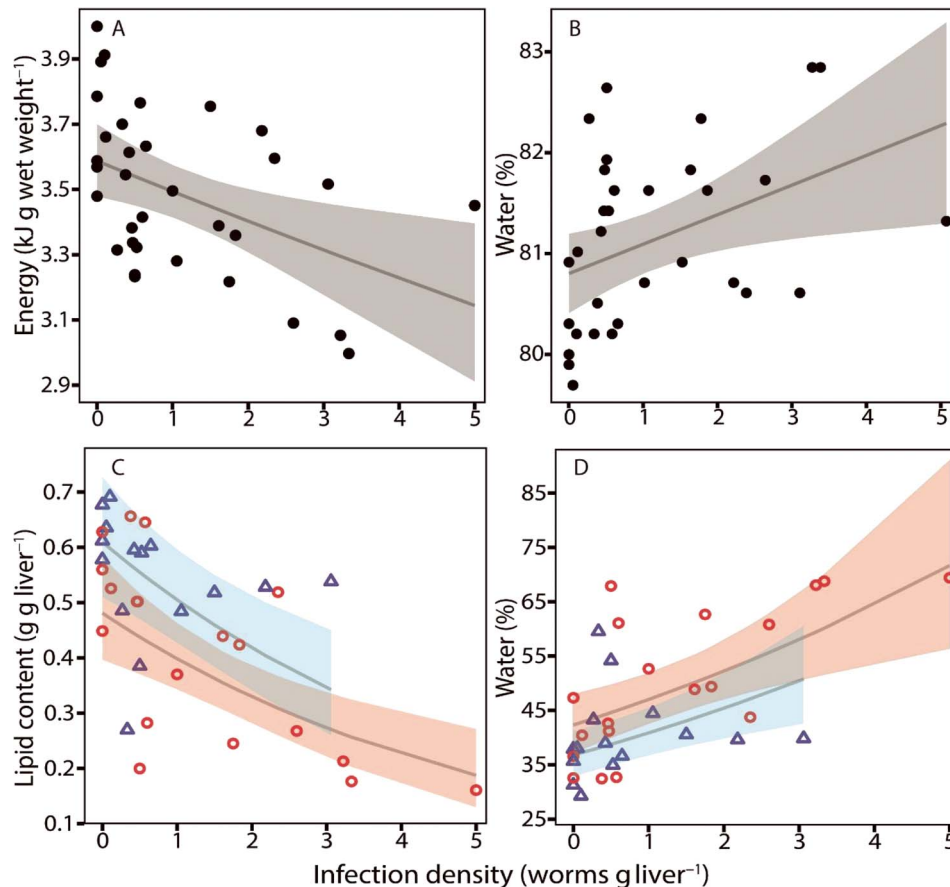 A
B
Energy (kJ g wet weight⁻¹)
3.9
3.7
3.5
3.3
3.1
2.9
0 1 2 3 4 5
Water (%)
83
82
81
80
0 1 2 3 4 5
C
D
Lipid content (g g liver⁻¹)
0.7
0.6
0.5
0.4
0.3
0.2
0.1
0 1 2 3 4 5
Water (%)
85
75
65
55
45
35
25
0 1 2 3 4 5
Infection density (worms g liver⁻¹)